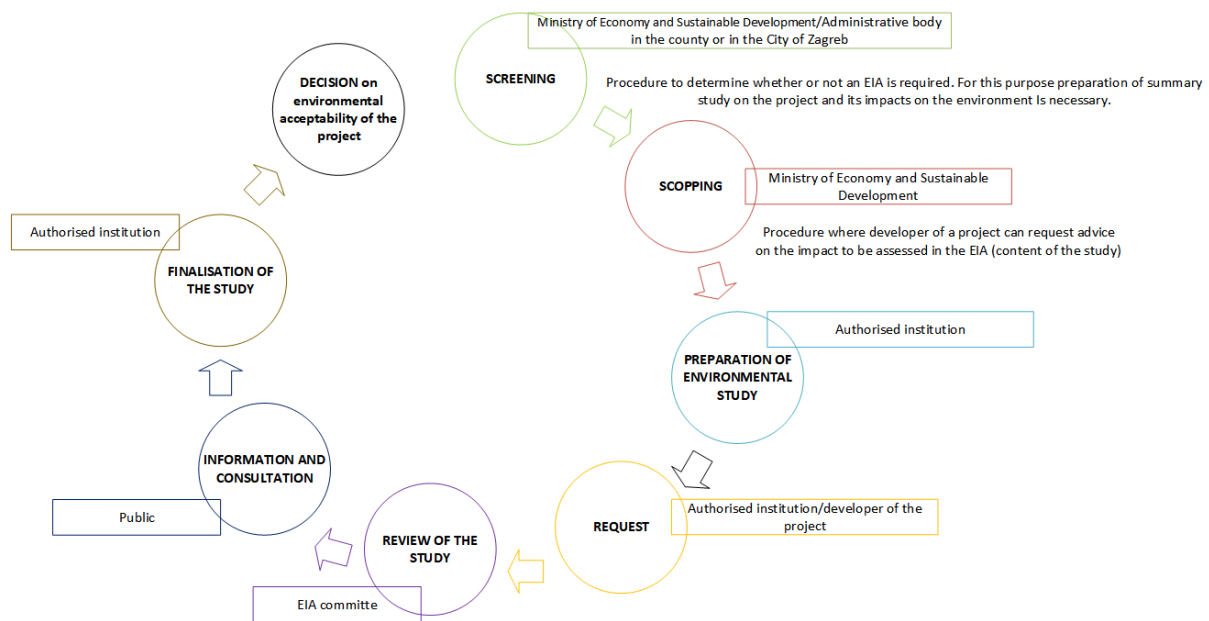 SCREENING
Ministry of Economy and Sustainable Development/Administrative body
in the county or in the City of Zagreb
Procedure to determine whether or not an EIA is required. For this purpose preparation of summary
study on the project and its impacts on the environment Is necessary.
SCOPPING
Ministry of Economy and Sustainable
Development
Procedure where developer of a project can request advice
on the impact to be assessed in the EIA (content of the study)
PREPARATION OF
ENVIRONMENTAL
STUDY
Authorised institution
REQUEST
Authorised institution/developer of the
project
REVIEW OF THE
STUDY
EIA committe
INFORMATION AND
CONSULTATION
Public
FINALISATION OF
THE STUDY
Authorised institution
DECISION on
environmental
acceptability of the
project